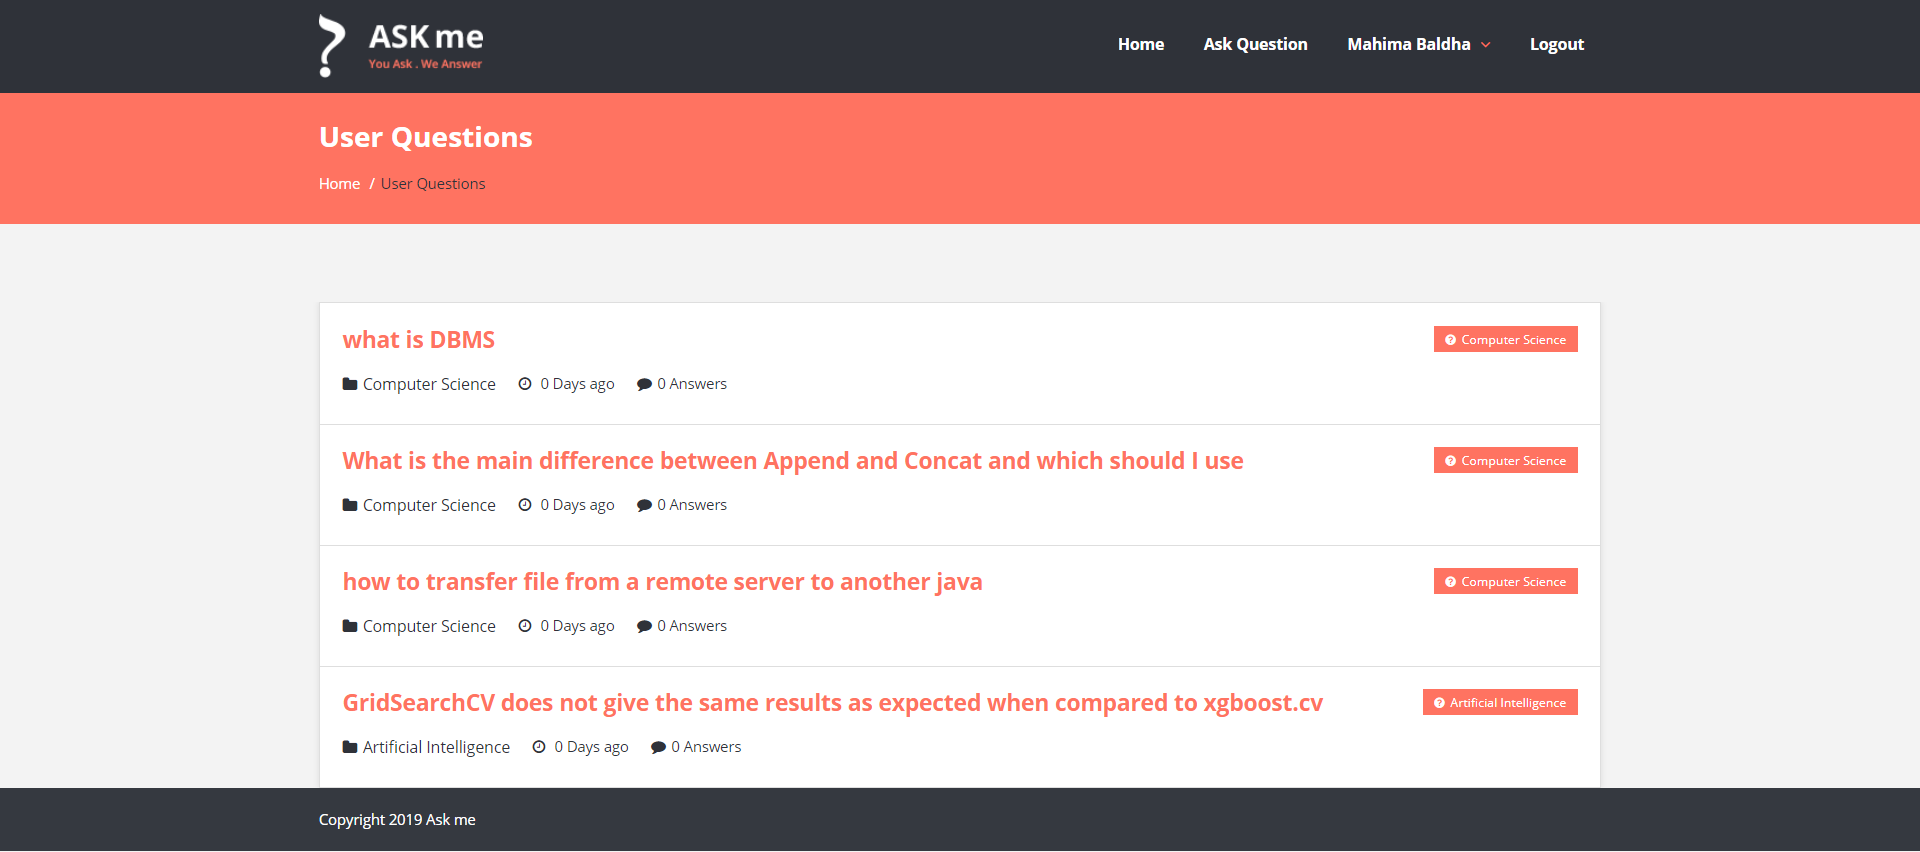 ASK me
You Ask . We Answer
Home
Ask Question
Mahima Baldha
Logout
User Questions
Home / User Questions
what is DBMS
Computer Science
Computer Science 0 Days ago 0 Answers
What is the main difference between Append and Concat and which should I use
Computer Science
Computer Science 0 Days ago 0 Answers
how to transfer file from a remote server to another java
Computer Science
Computer Science 0 Days ago 0 Answers
GridSearchCV does not give the same results as expected when compared to xgboost.cv
Artificial Intelligence
Artificial Intelligence 0 Days ago 0 Answers
Copyright 2019 Ask me